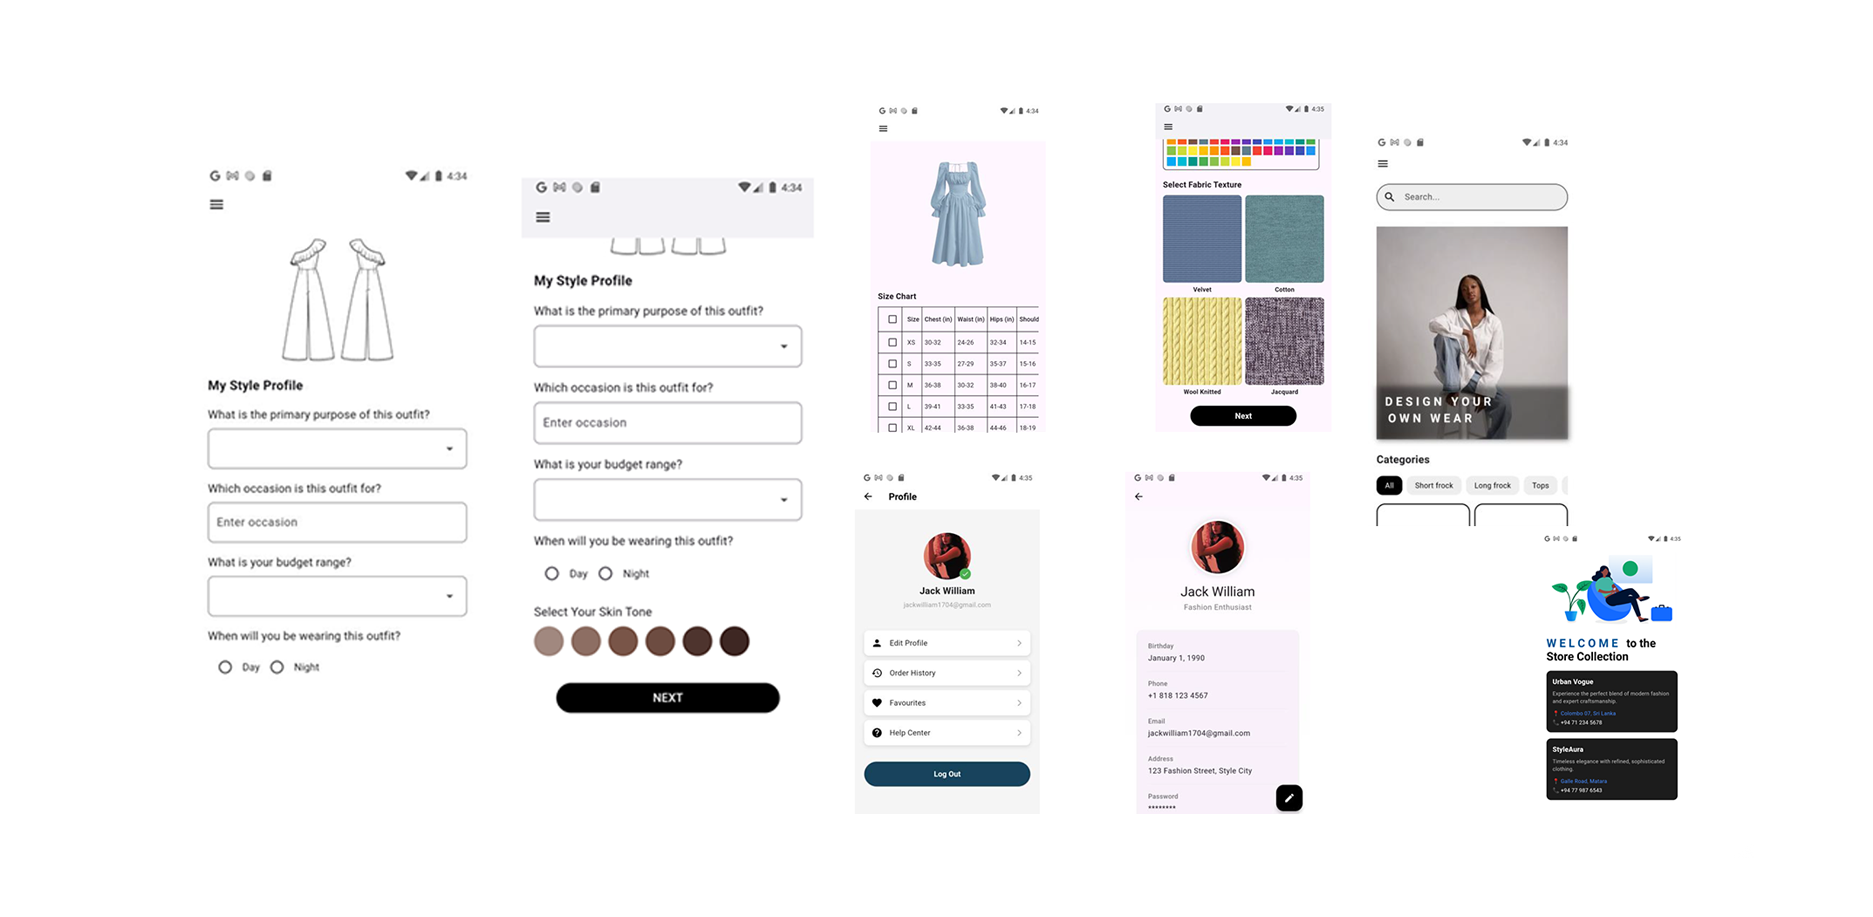 4:34
My Style Profile
What is the primary purpose of this outfit?
Which occasion is this outfit for?
Enter occasion
What is your budget range?
When will you be wearing this outfit?
Day Night
4:34
My Style Profile
What is the primary purpose of this outfit?
Which occasion is this outfit for?
Enter occasion
What is your budget range?
When will you be wearing this outfit?
Day Night
Select Your Skin Tone
NEXT
4:34
Size Chart
Size Chest (in) Waist (in) Hips (in) Should
XS 30-32 24-26 32-34 14-15
S 33-35 27-29 35-37 15-16
M 36-38 30-32 38-40 16-17
L 39-41 33-35 41-43 17-18
XL 42-44 36-38 44-46 18-19
4:35
Select Fabric Texture
Velvet Cotton
Wool Knitted Jacquard
Next
4:34
Search...
DESIGN YOUR
OWN WEAR
Categories
All Short frock Long frock Tops
4:35
Profile
Jack William
jackwilliam1704@gmail.com
Edit Profile
Order History
Favourites
Help Center
Log Out
4:35
Jack William
Fashion Enthusiast
Birthday
January 1, 1990
Phone
+1 818 123 4567
Email
jackwilliam1704@gmail.com
Address
123 Fashion Street, Style City
Password
********
4:35
WELCOME to the
Store Collection
Urban Vogue
Experience the perfect blend of modern fashion
and expert craftsmanship.
Colombo 07, Sri Lanka
+94 71 234 5678
StyleAura
Timeless elegance with refined, sophisticated
clothing.
Galle Road, Matara
+94 77 987 6543